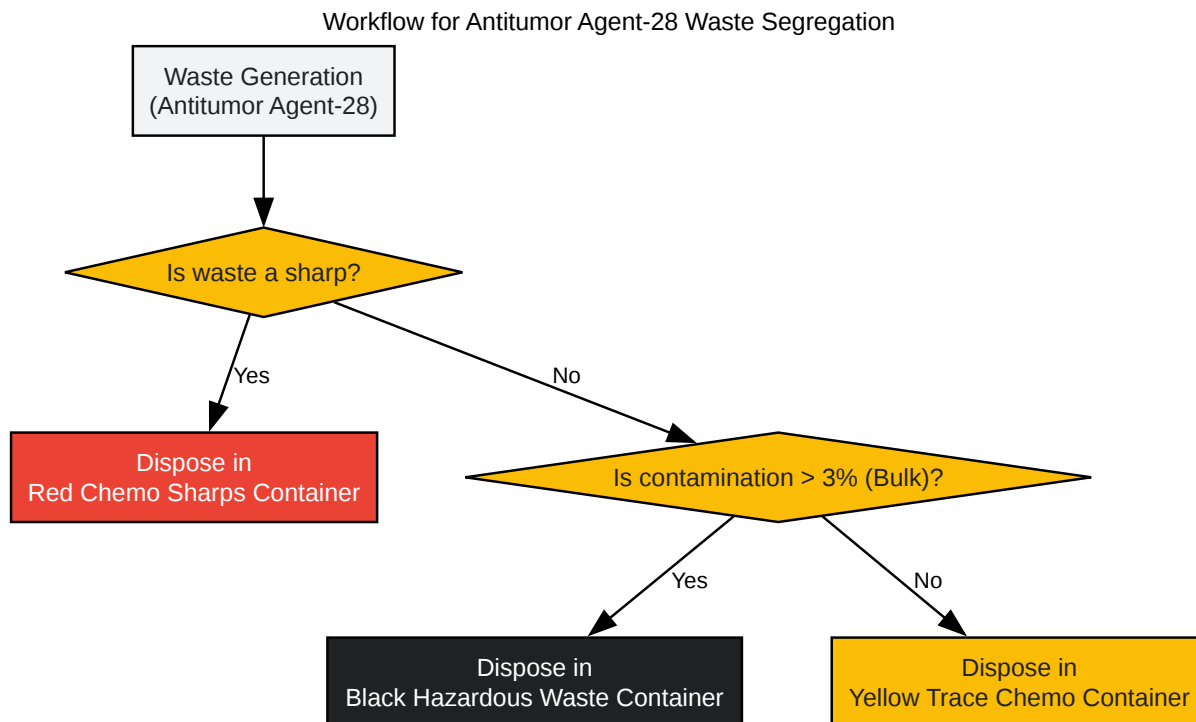 Workflow for Antitumor Agent-28 Waste Segregation
Waste Generation
(Antitumor Agent-28)
Is waste a sharp?
Yes
No
Dispose in
Red Chemo Sharps Container
Is contamination > 3% (Bulk)?
Yes
No
Dispose in
Black Hazardous Waste Container
Dispose in
Yellow Trace Chemo Container